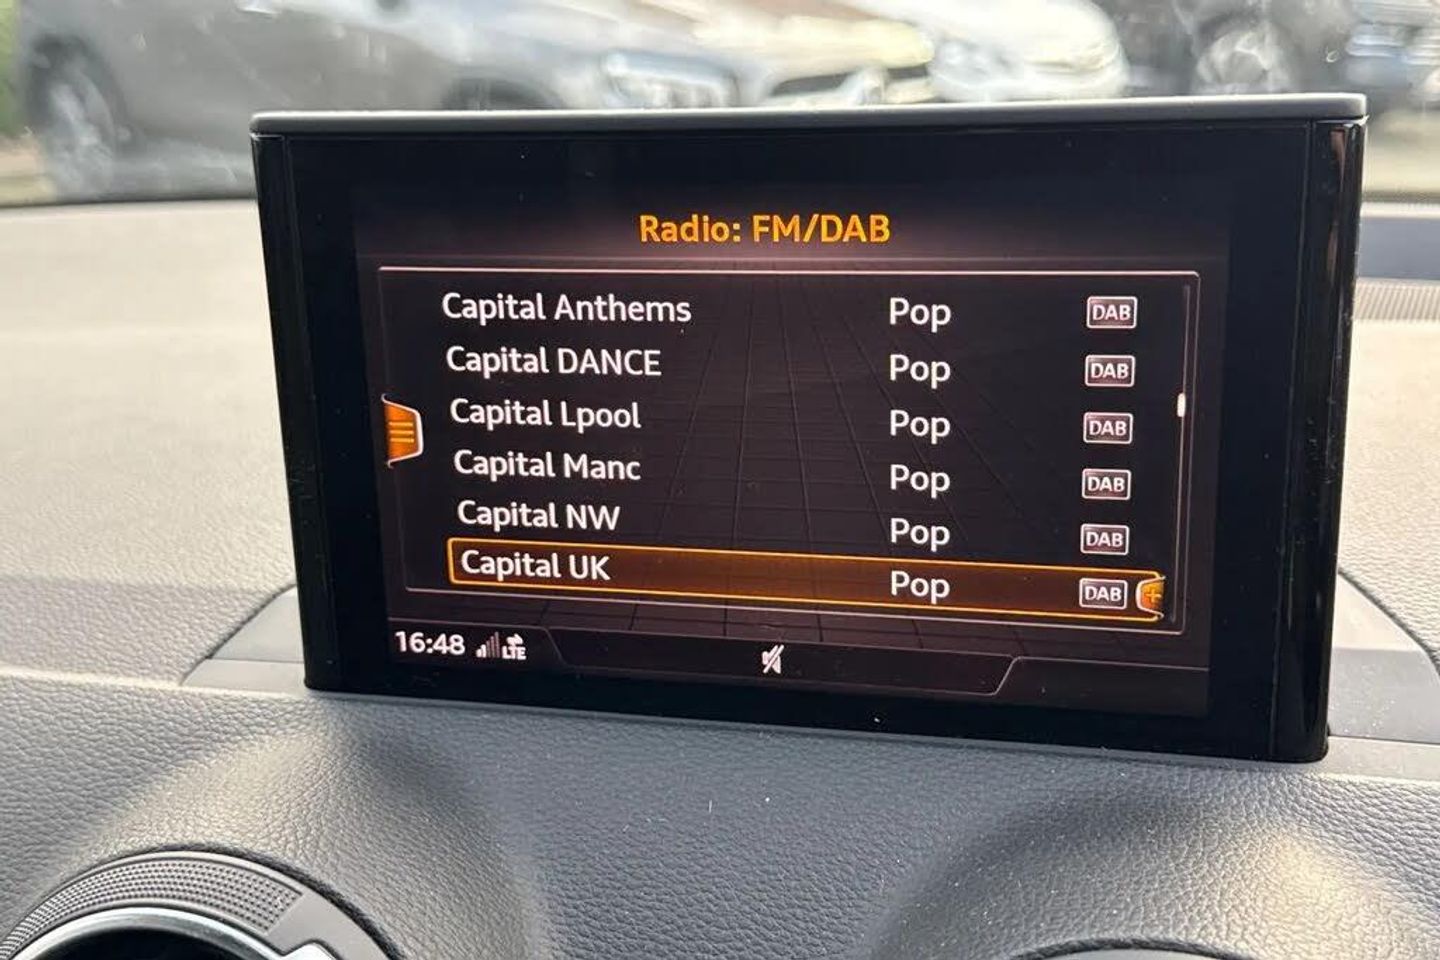 Radio: FM/DAB
Capital Anthems Pop DAB
Capital DANCE Pop DAB
Capital Lpool Pop DAB
Capital Manc Pop DAB
Capital NW Pop DAB
Capital UK Pop DAB
16:48 LTE